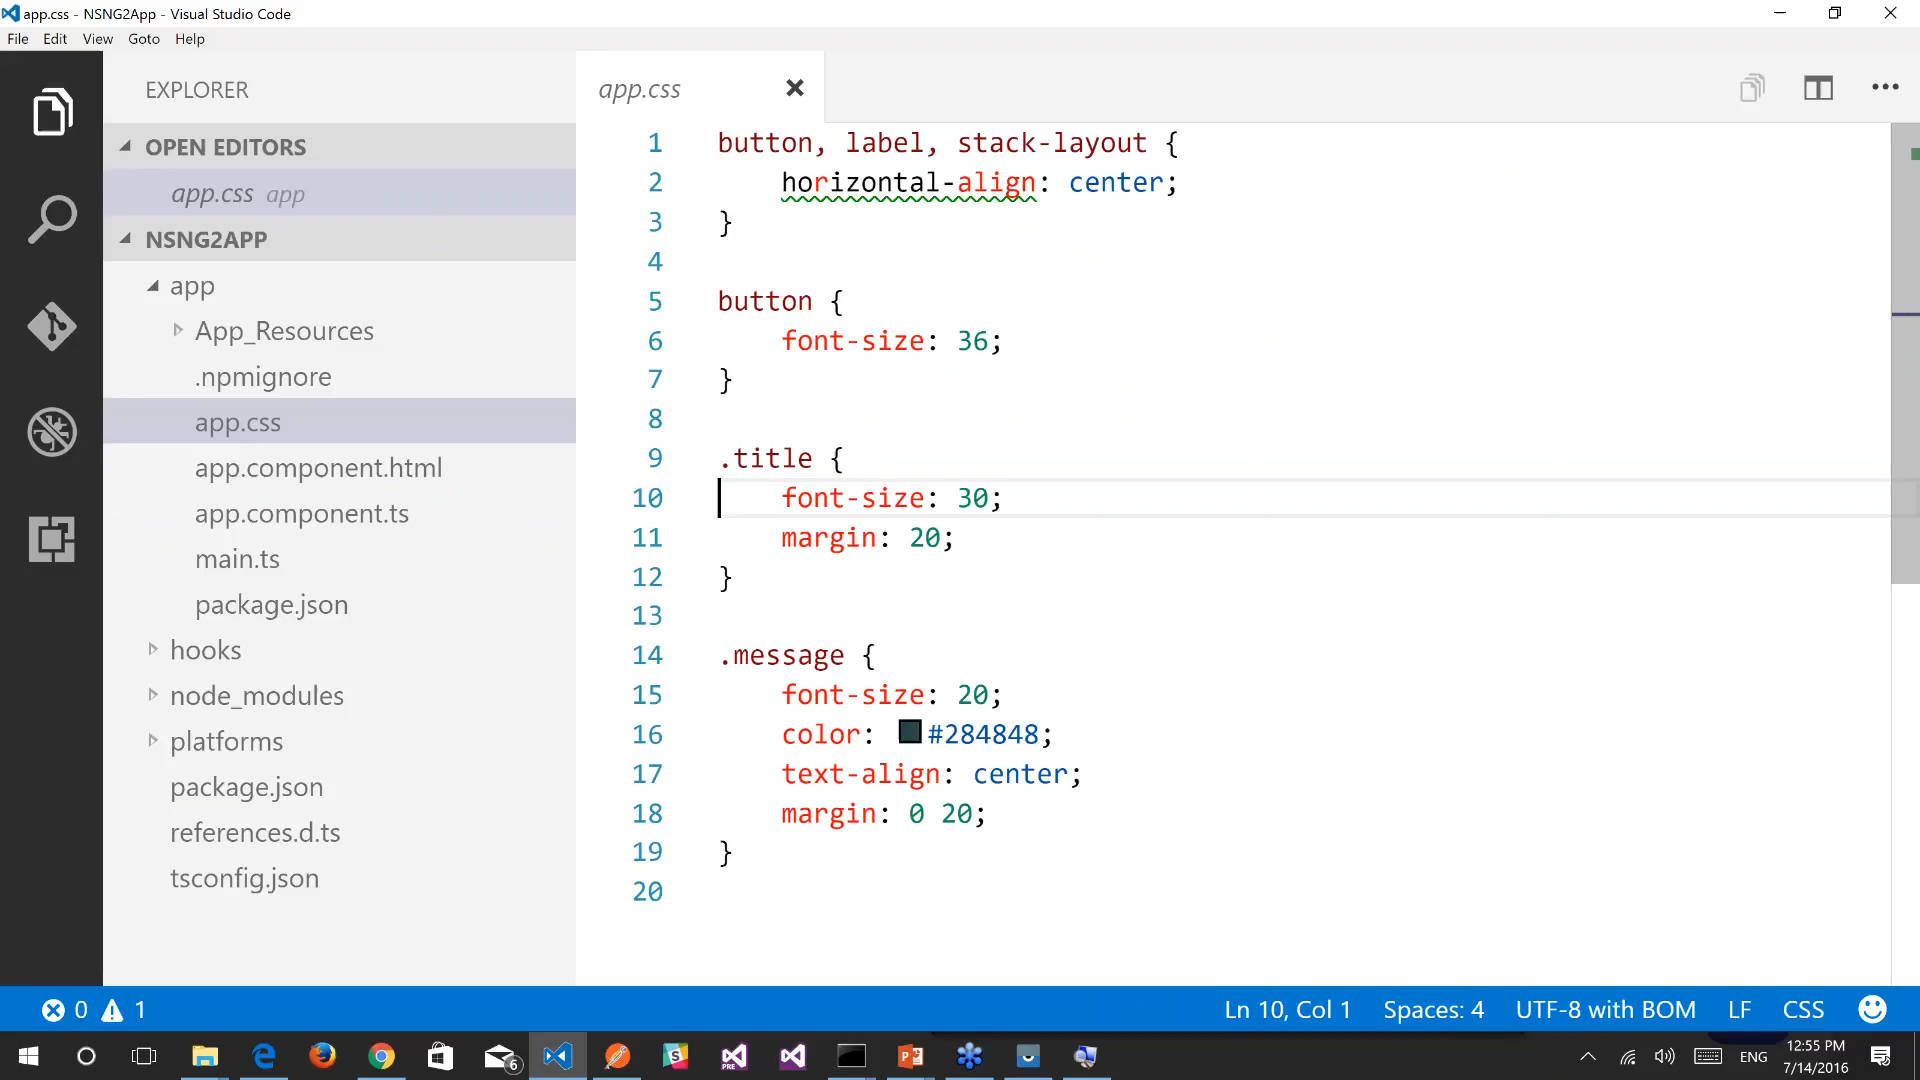 app.css - NSNG2App - Visual Studio Code
File Edit View Goto Help
EXPLORER
OPEN EDITORS
app.css app
NSNG2APP
app
App_Resources
.npmignore
app.css
app.component.html
app.component.ts
main.ts
package.json
hooks
node_modules
platforms
package.json
references.d.ts
tsconfig.json
app.css
1 button, label, stack-layout {
2 horizontal-align: center;
3 }
4
5 button {
6 font-size: 36;
7 }
8
9 .title {
10 font-size: 30;
11 margin: 20;
12 }
13
14 .message {
15 font-size: 20;
16 color: #284848;
17 text-align: center;
18 margin: 0 20;
19 }
20
0 1
Ln 10, Col 1 Spaces: 4 UTF-8 with BOM LF CSS
6
PRE
ENG
12:55 PM
7/14/2016